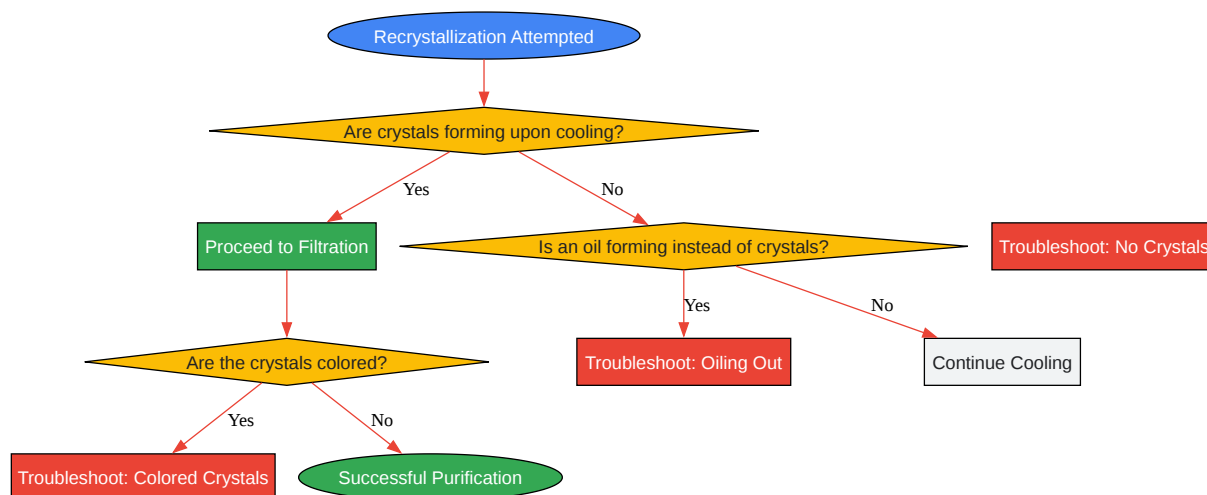 Recrystallization Attempted
Are crystals forming upon cooling?
Yes
No
Proceed to Filtration
Is an oil forming instead of crystals?
Troubleshoot: No Crystals
Yes
No
Are the crystals colored?
Troubleshoot: Oiling Out
Continue Cooling
Yes
No
Troubleshoot: Colored Crystals
Successful Purification